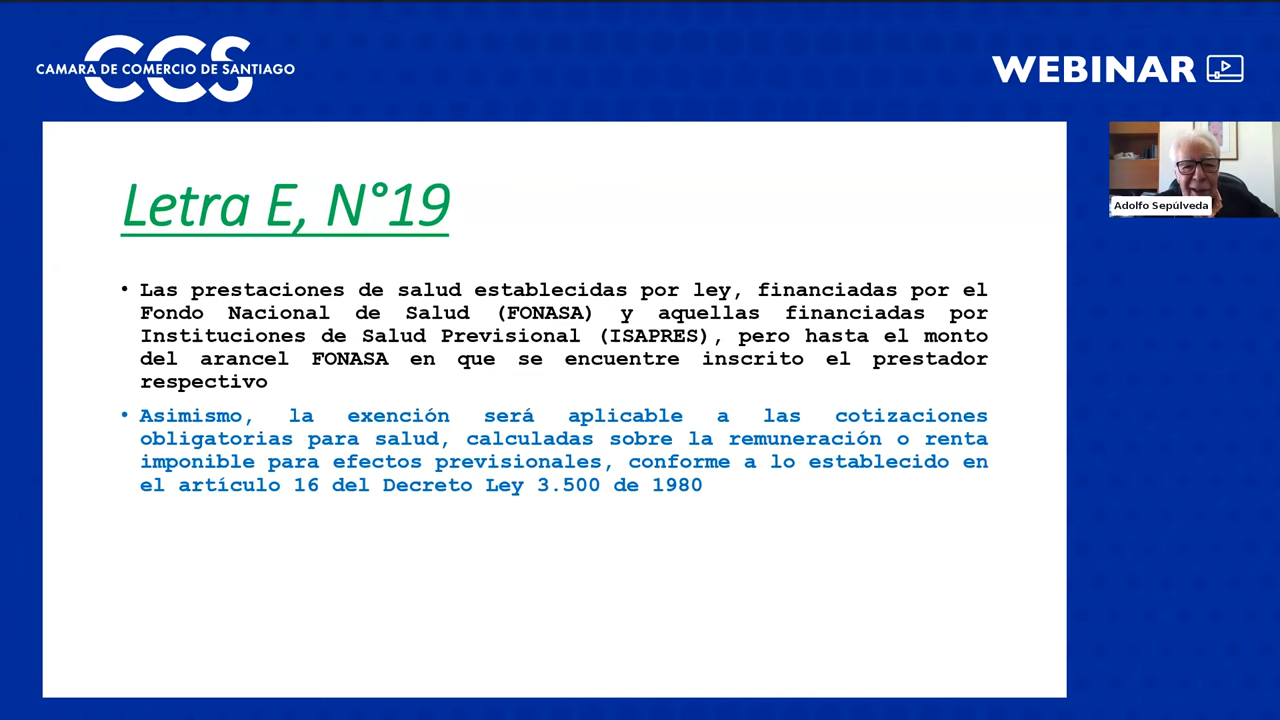 CCS
CAMARA DE COMERCIO DE SANTIAGO
WEBINAR
Letra E, N°19
• Las prestaciones de salud establecidas por ley, financiadas por el
Fondo Nacional de Salud (FONASA) y aquellas financiadas por
Instituciones de Salud Previsional (ISAPRES), pero hasta el monto
del arancel FONASA en que se encuentre inscrito el prestador
respectivo
• Asimismo, la exención será aplicable a las cotizaciones
obligatorias para salud, calculadas sobre la remuneración o renta
imponible para efectos previsionales, conforme a lo establecido en
el artículo 16 del Decreto Ley 3.500 de 1980
Adolfo Sepúlveda